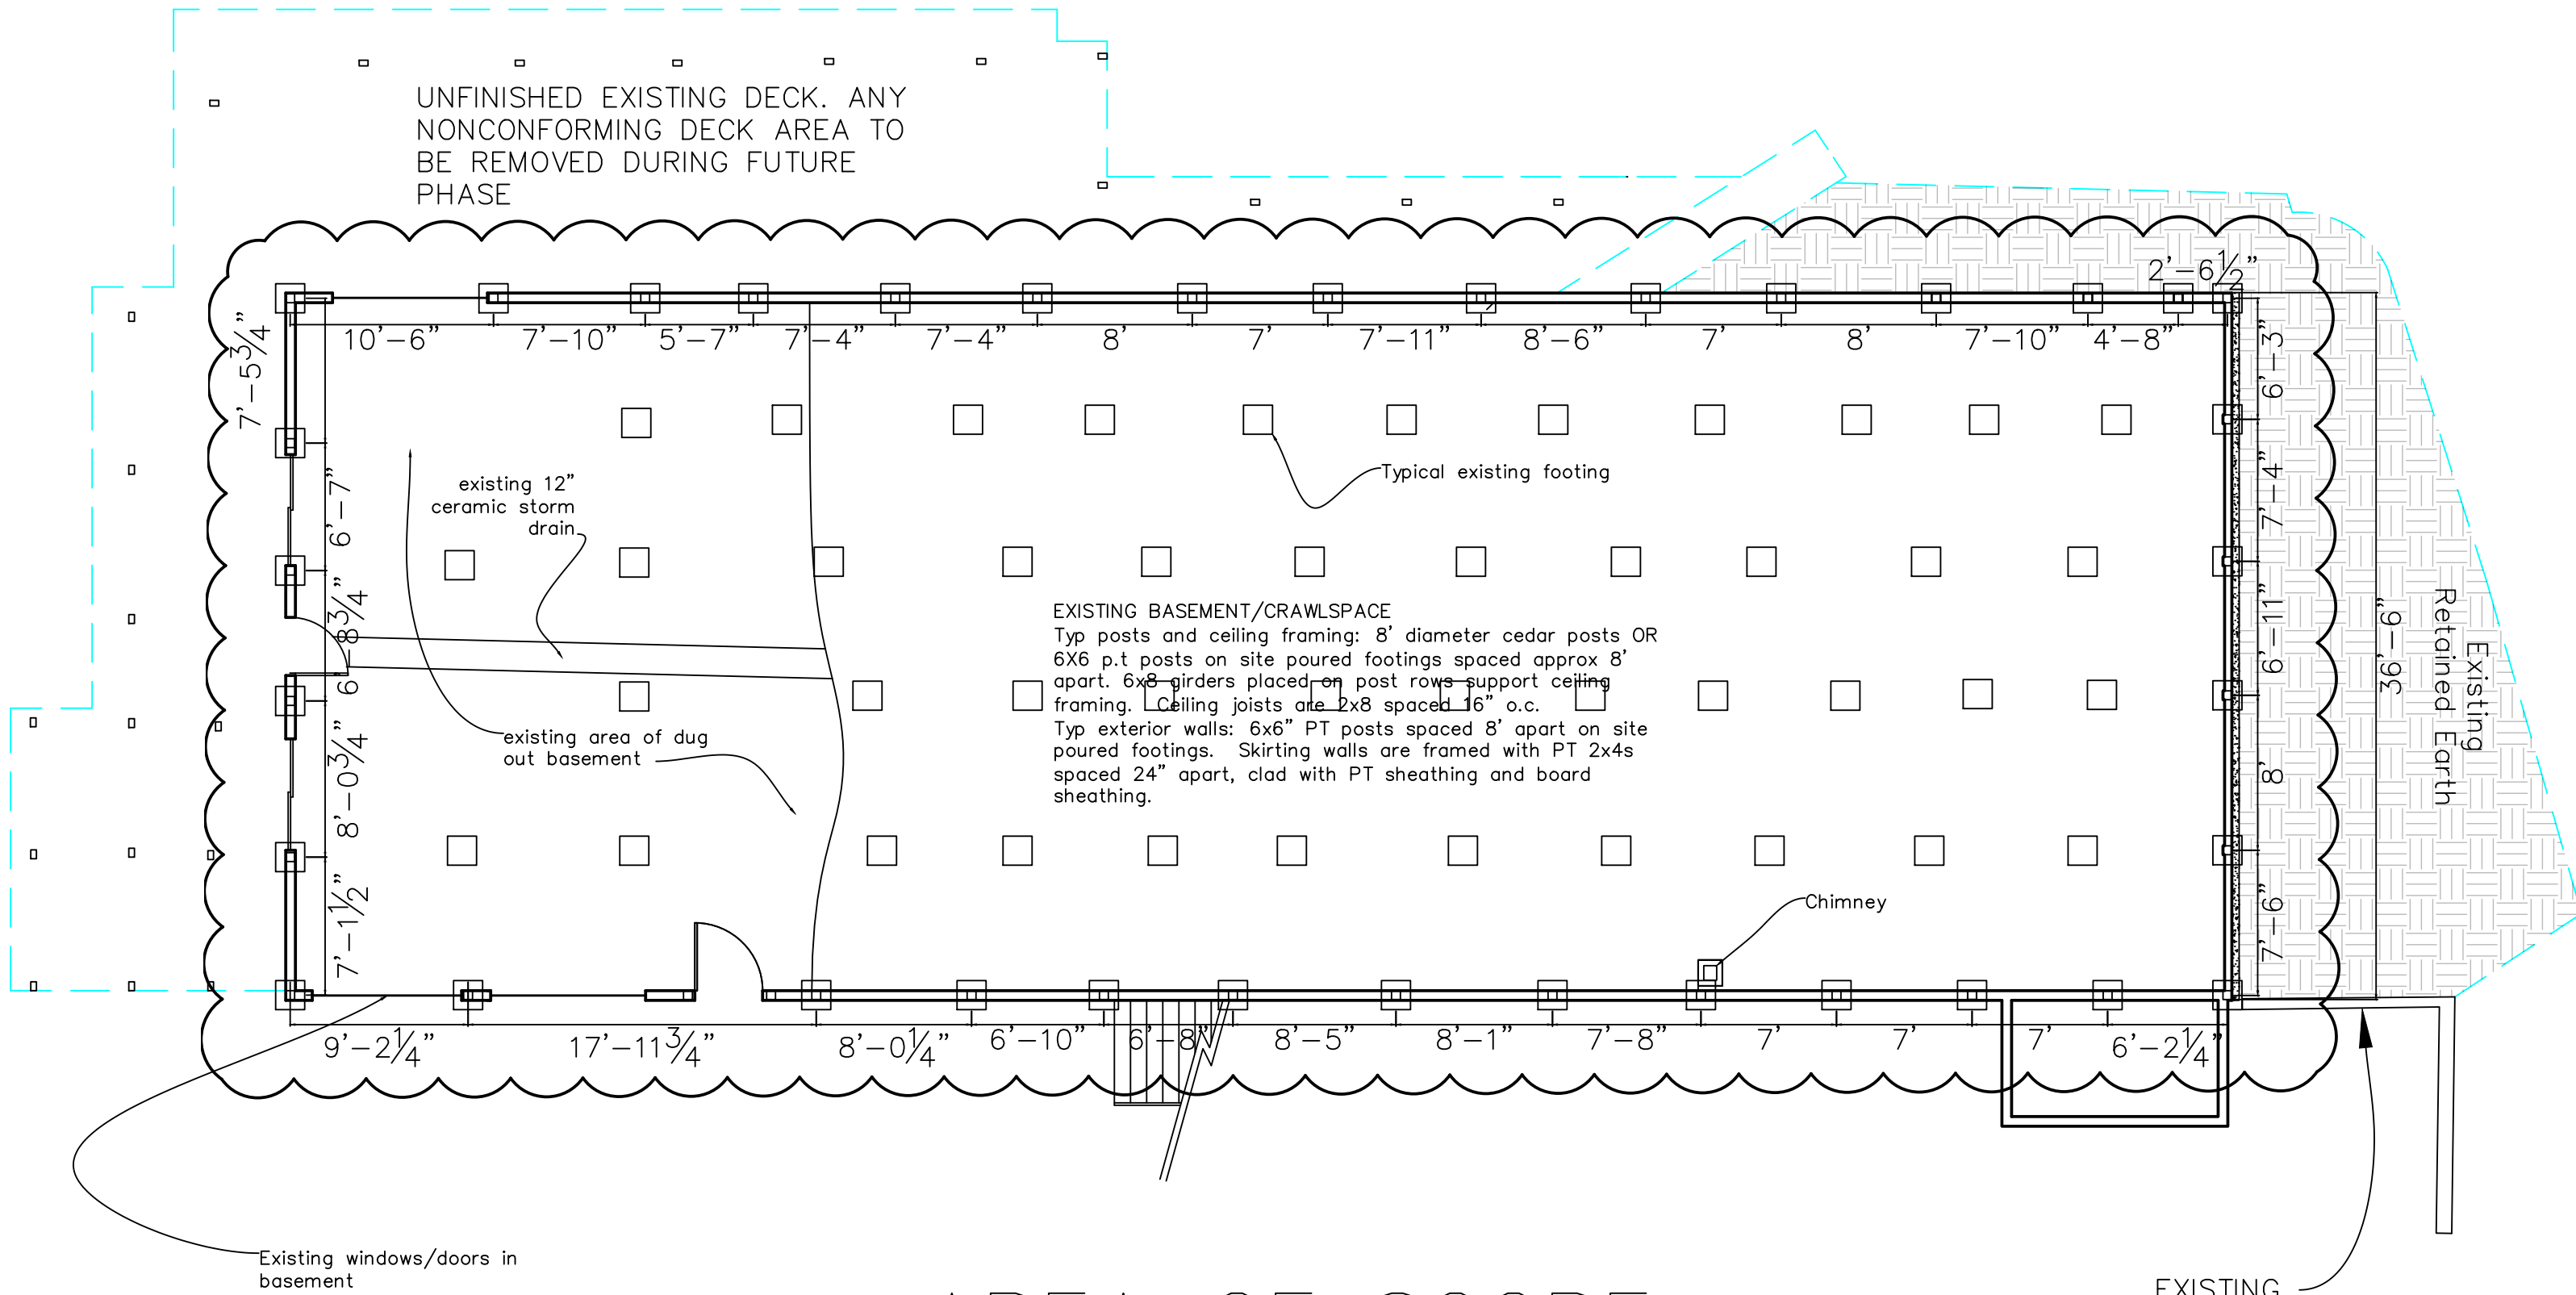 UNFINISHED EXISTING DECK. ANY
NONCONFORMING DECK AREA TO
BE REMOVED DURING FUTURE
PHASE
2'-6½"
10'-6"
7'-10"
5'-7"
7'-4"
7'-4"
8'
7'
7'-11"
8'-6"
7'
8'
7'-10"
4'-8"
7'-5¾"
6'-7"
6'-8¾"
8'-0¾"
7'-1½"
existing 12"
ceramic storm
drain
Typical existing footing
EXISTING BASEMENT/CRAWLSPACE
Typ posts and ceiling framing: 8' diameter cedar posts OR
6X6 p.t posts on site poured footings spaced approx 8'
apart. 6x8 girders placed on post rows support ceiling
framing. Ceiling joists are 2x8 spaced 16" o.c.
Typ exterior walls: 6x6" PT posts spaced 8' apart on site
poured footings. Skirting walls are framed with PT 2x4s
spaced 24" apart, clad with PT sheathing and board
sheathing.
existing area of dug
out basement
Chimney
6'-3"
7'-4"
6'-11"
8'
7'-6"
36'-9"
Existing
Retained Earth
9'-2¼"
17'-11¾"
8'-0¼"
6'-10"
6'-8"
8'-5"
8'-1"
7'-8"
7'
7'
7'
6'-2¼"
Existing windows/doors in
basement
EXISTING